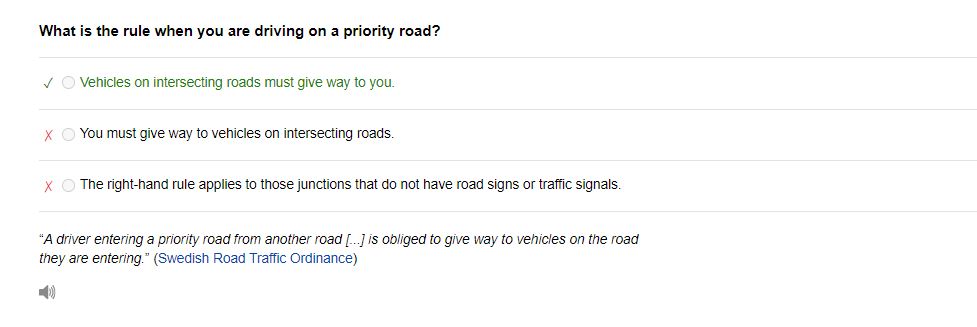 What is the rule when you are driving on a priority road?
✓ Vehicles on intersecting roads must give way to you.
X You must give way to vehicles on intersecting roads.
X The right-hand rule applies to those junctions that do not have road signs or traffic signals.
“A driver entering a priority road from another road [...] is obliged to give way to vehicles on the road
they are entering.” (Swedish Road Traffic Ordinance)